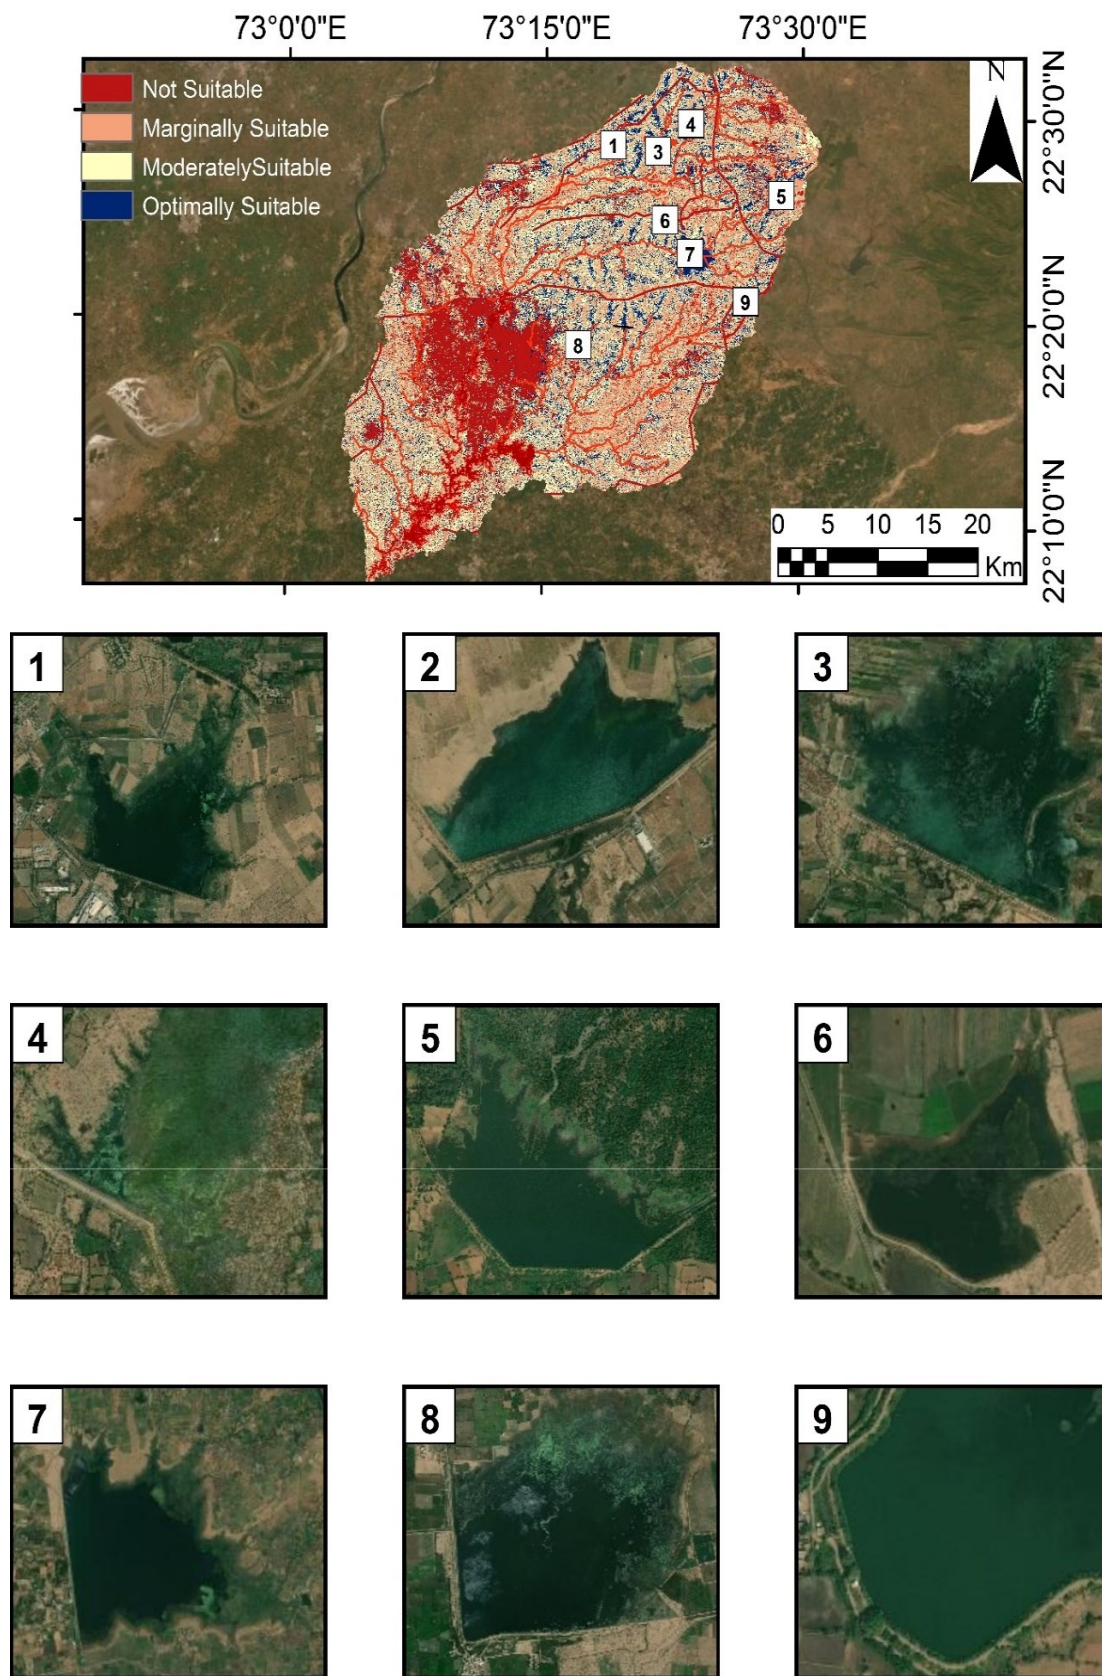 73°0'0"E 73°15'0"E 73°30'0"E
Not Suitable
Marginally Suitable
ModeratelySuitable
Optimally Suitable
N
22°30'0"N
22°20'0"N
22°10'0"N
1
3
4
5
6
7
9
8
0 5 10 15 20
Km
1 2 3
4 5 6
7 8 9